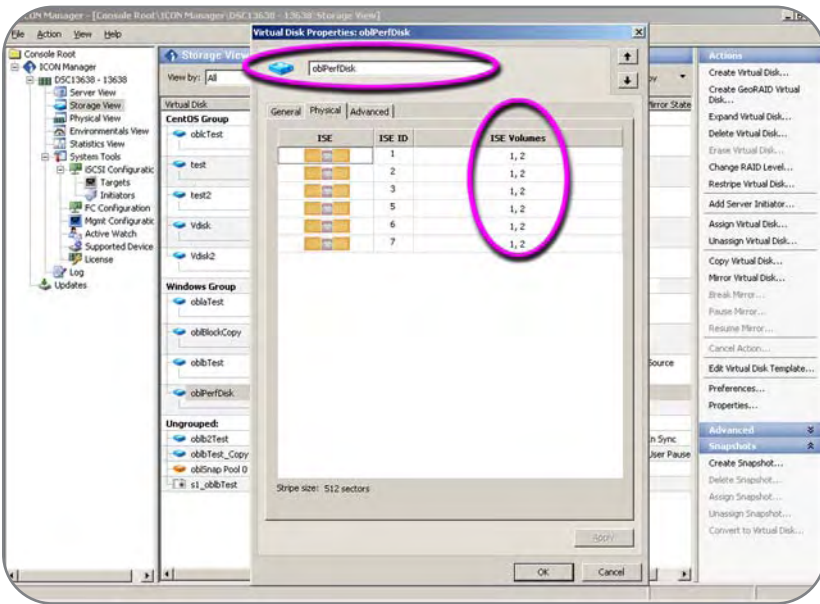 ICON Manager - [Console Root\ICON Manager\DSC13638 - 13638\Storage View]
File Action View Help
Console Root
ICON Manager
DSC13638 - 13638
Server View
Storage View
Physical View
Environmentals View
Statistics View
System Tools
iSCSI Configuratic
Targets
Initiators
FC Configuration
Mgmt Configuratic
Active Watch
Supported Device
License
Log
Updates
Storage View
View by: All
Virtual Disk
Mirror State
CentOS Group
oblcTest
test
test2
Vdisk
Vdisk2
Windows Group
oblaTest
oblBlockCopy
oblbTest
Source
oblPerfDisk
Ungrouped:
oblb2Test
In Sync
oblbTest_Copy
User Pause
oblSnap Pool 0
s1_oblbTest
Virtual Disk Properties: oblPerfDisk
oblPerfDisk
General Physical Advanced
ISE ISE ID ISE Volumes
1 1, 2
2 1, 2
3 1, 2
5 1, 2
6 1, 2
7 1, 2
Stripe size: 512 sectors
Apply
OK Cancel
Actions
Create Virtual Disk...
Create GeoRAID Virtual
Disk...
Expand Virtual Disk...
Delete Virtual Disk...
Erase Virtual Disk...
Change RAID Level...
Restripe Virtual Disk...
Add Server Initiator...
Assign Virtual Disk...
Unassign Virtual Disk...
Copy Virtual Disk...
Mirror Virtual Disk...
Break Mirror...
Pause Mirror...
Resume Mirror...
Cancel Action...
Edit Virtual Disk Template...
Preferences...
Properties...
Advanced
Snapshots
Create Snapshot...
Delete Snapshot...
Assign Snapshot...
Unassign Snapshot...
Convert to Virtual Disk...